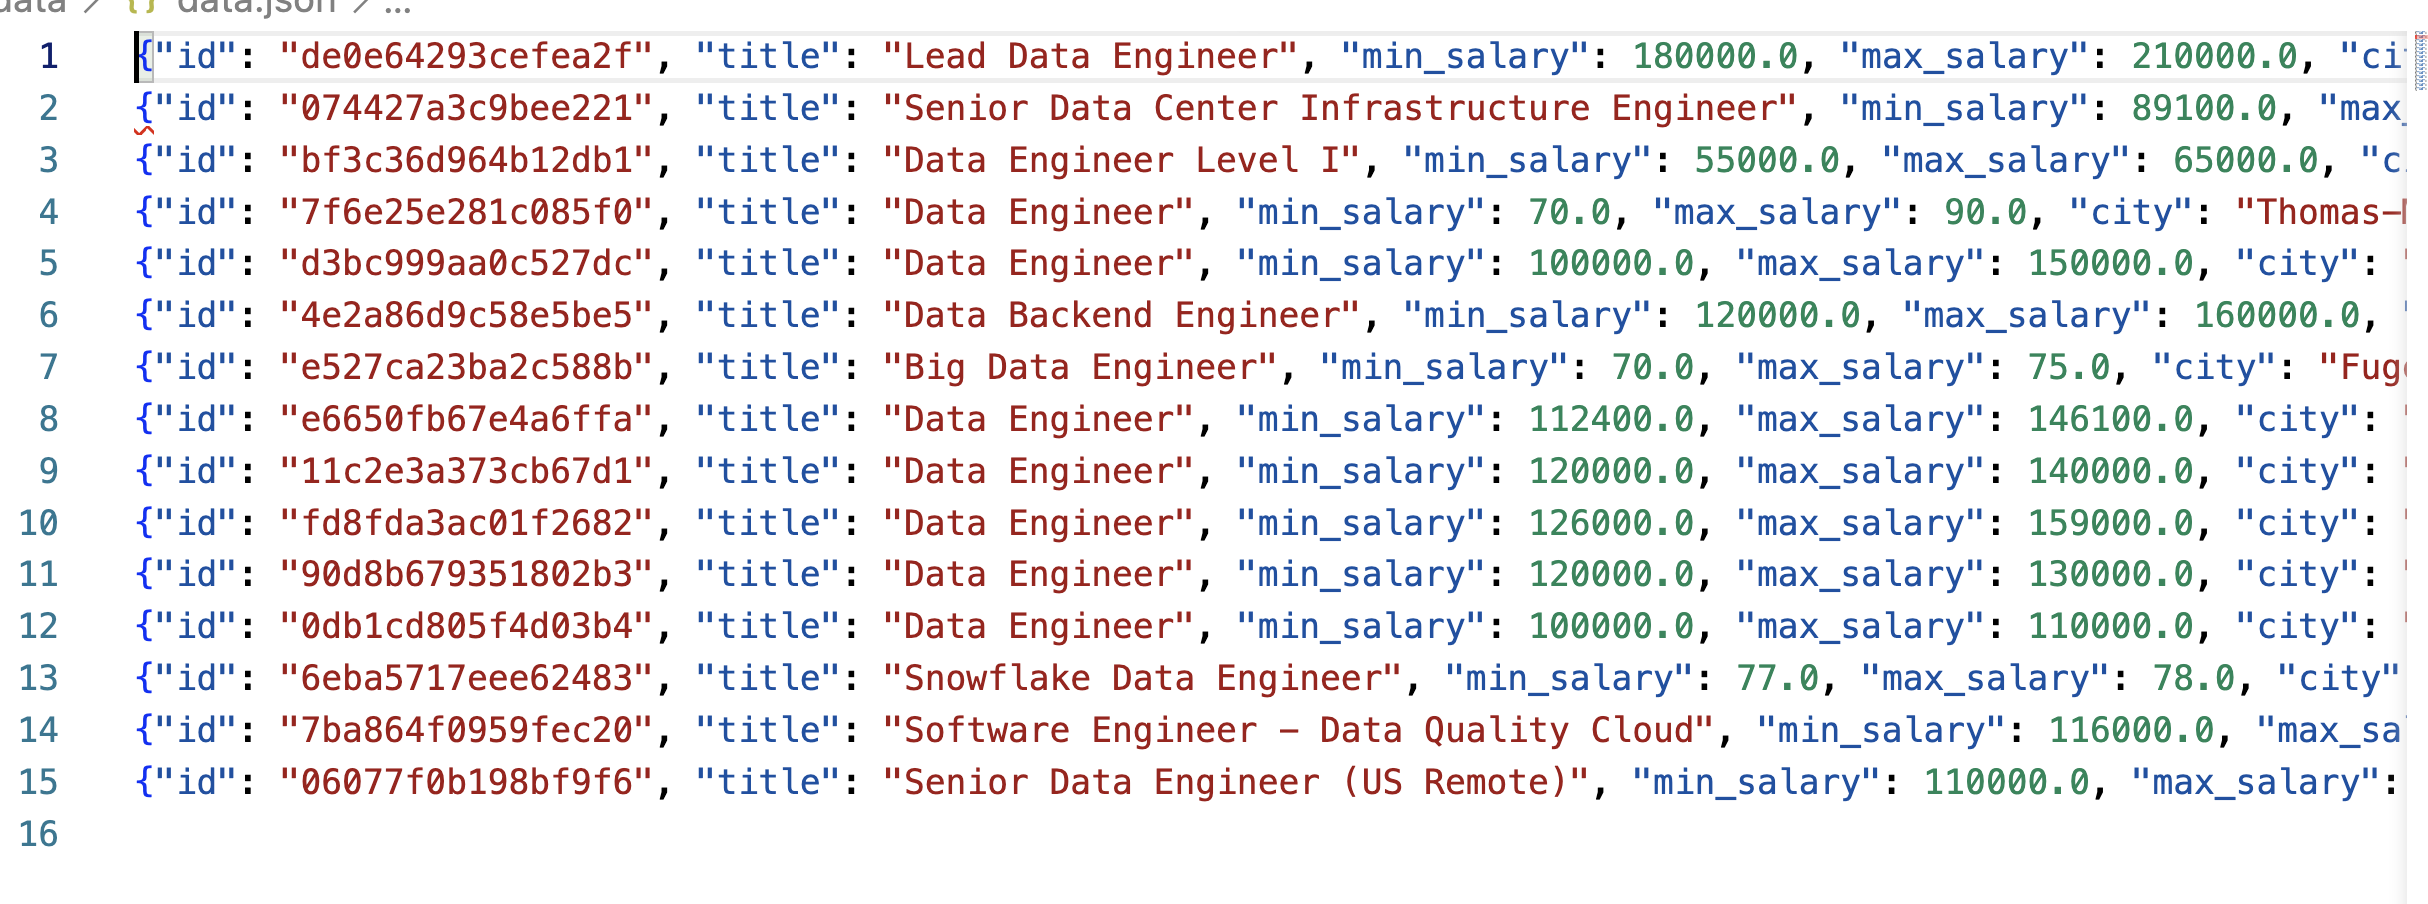 data > {} data.json > ...
1 {"id": "de0e64293cefea2f", "title": "Lead Data Engineer", "min_salary": 180000.0, "max_salary": 210000.0, "ci
2 {"id": "074427a3c9bee221", "title": "Senior Data Center Infrastructure Engineer", "min_salary": 89100.0, "max_
3 {"id": "bf3c36d964b12db1", "title": "Data Engineer Level I", "min_salary": 55000.0, "max_salary": 65000.0, "c
4 {"id": "7f6e25e281c085f0", "title": "Data Engineer", "min_salary": 70.0, "max_salary": 90.0, "city": "Thomas-
5 {"id": "d3bc999aa0c527dc", "title": "Data Engineer", "min_salary": 100000.0, "max_salary": 150000.0, "city": "
6 {"id": "4e2a86d9c58e5be5", "title": "Data Backend Engineer", "min_salary": 120000.0, "max_salary": 160000.0, "
7 {"id": "e527ca23ba2c588b", "title": "Big Data Engineer", "min_salary": 70.0, "max_salary": 75.0, "city": "Fug
8 {"id": "e6650fb67e4a6ffa", "title": "Data Engineer", "min_salary": 112400.0, "max_salary": 146100.0, "city": "
9 {"id": "11c2e3a373cb67d1", "title": "Data Engineer", "min_salary": 120000.0, "max_salary": 140000.0, "city": "
10 {"id": "fd8fda3ac01f2682", "title": "Data Engineer", "min_salary": 126000.0, "max_salary": 159000.0, "city": "
11 {"id": "90d8b679351802b3", "title": "Data Engineer", "min_salary": 120000.0, "max_salary": 130000.0, "city": "
12 {"id": "0db1cd805f4d03b4", "title": "Data Engineer", "min_salary": 100000.0, "max_salary": 110000.0, "city": "
13 {"id": "6eba5717eee62483", "title": "Snowflake Data Engineer", "min_salary": 77.0, "max_salary": 78.0, "city"
14 {"id": "7ba864f0959fec20", "title": "Software Engineer – Data Quality Cloud", "min_salary": 116000.0, "max_sa
15 {"id": "06077f0b198bf9f6", "title": "Senior Data Engineer (US Remote)", "min_salary": 110000.0, "max_salary":
16